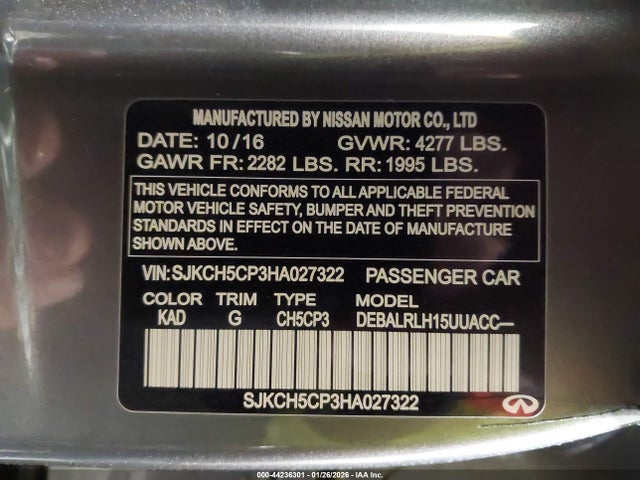 MANUFACTURED BY NISSAN MOTOR CO., LTD
DATE: 10/16 GVWR: 4277 LBS.
GAWR FR: 2282 LBS. RR: 1995 LBS.
THIS VEHICLE CONFORMS TO ALL APPLICABLE FEDERAL
MOTOR VEHICLE SAFETY, BUMPER AND THEFT PREVENTION
STANDARDS IN EFFECT ON THE DATE OF MANUFACTURE
SHOWN ABOVE.
VIN: SJKCH5CP3HA027322 PASSENGER CAR
COLOR TRIM TYPE MODEL
KAD G CH5CP3 DEBALRLH15UUACC—
SJKCH5CP3HA027322
000-44236301 - 01/26/2026 - IAA Inc.